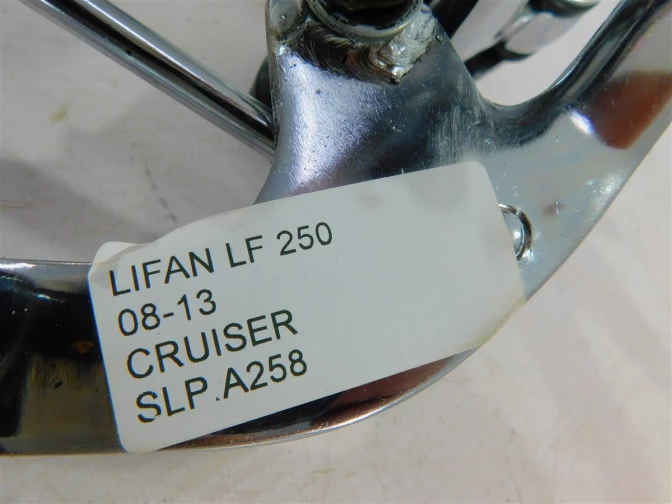 LIFAN LF 250
08-13
CRUISER
SLP.A258